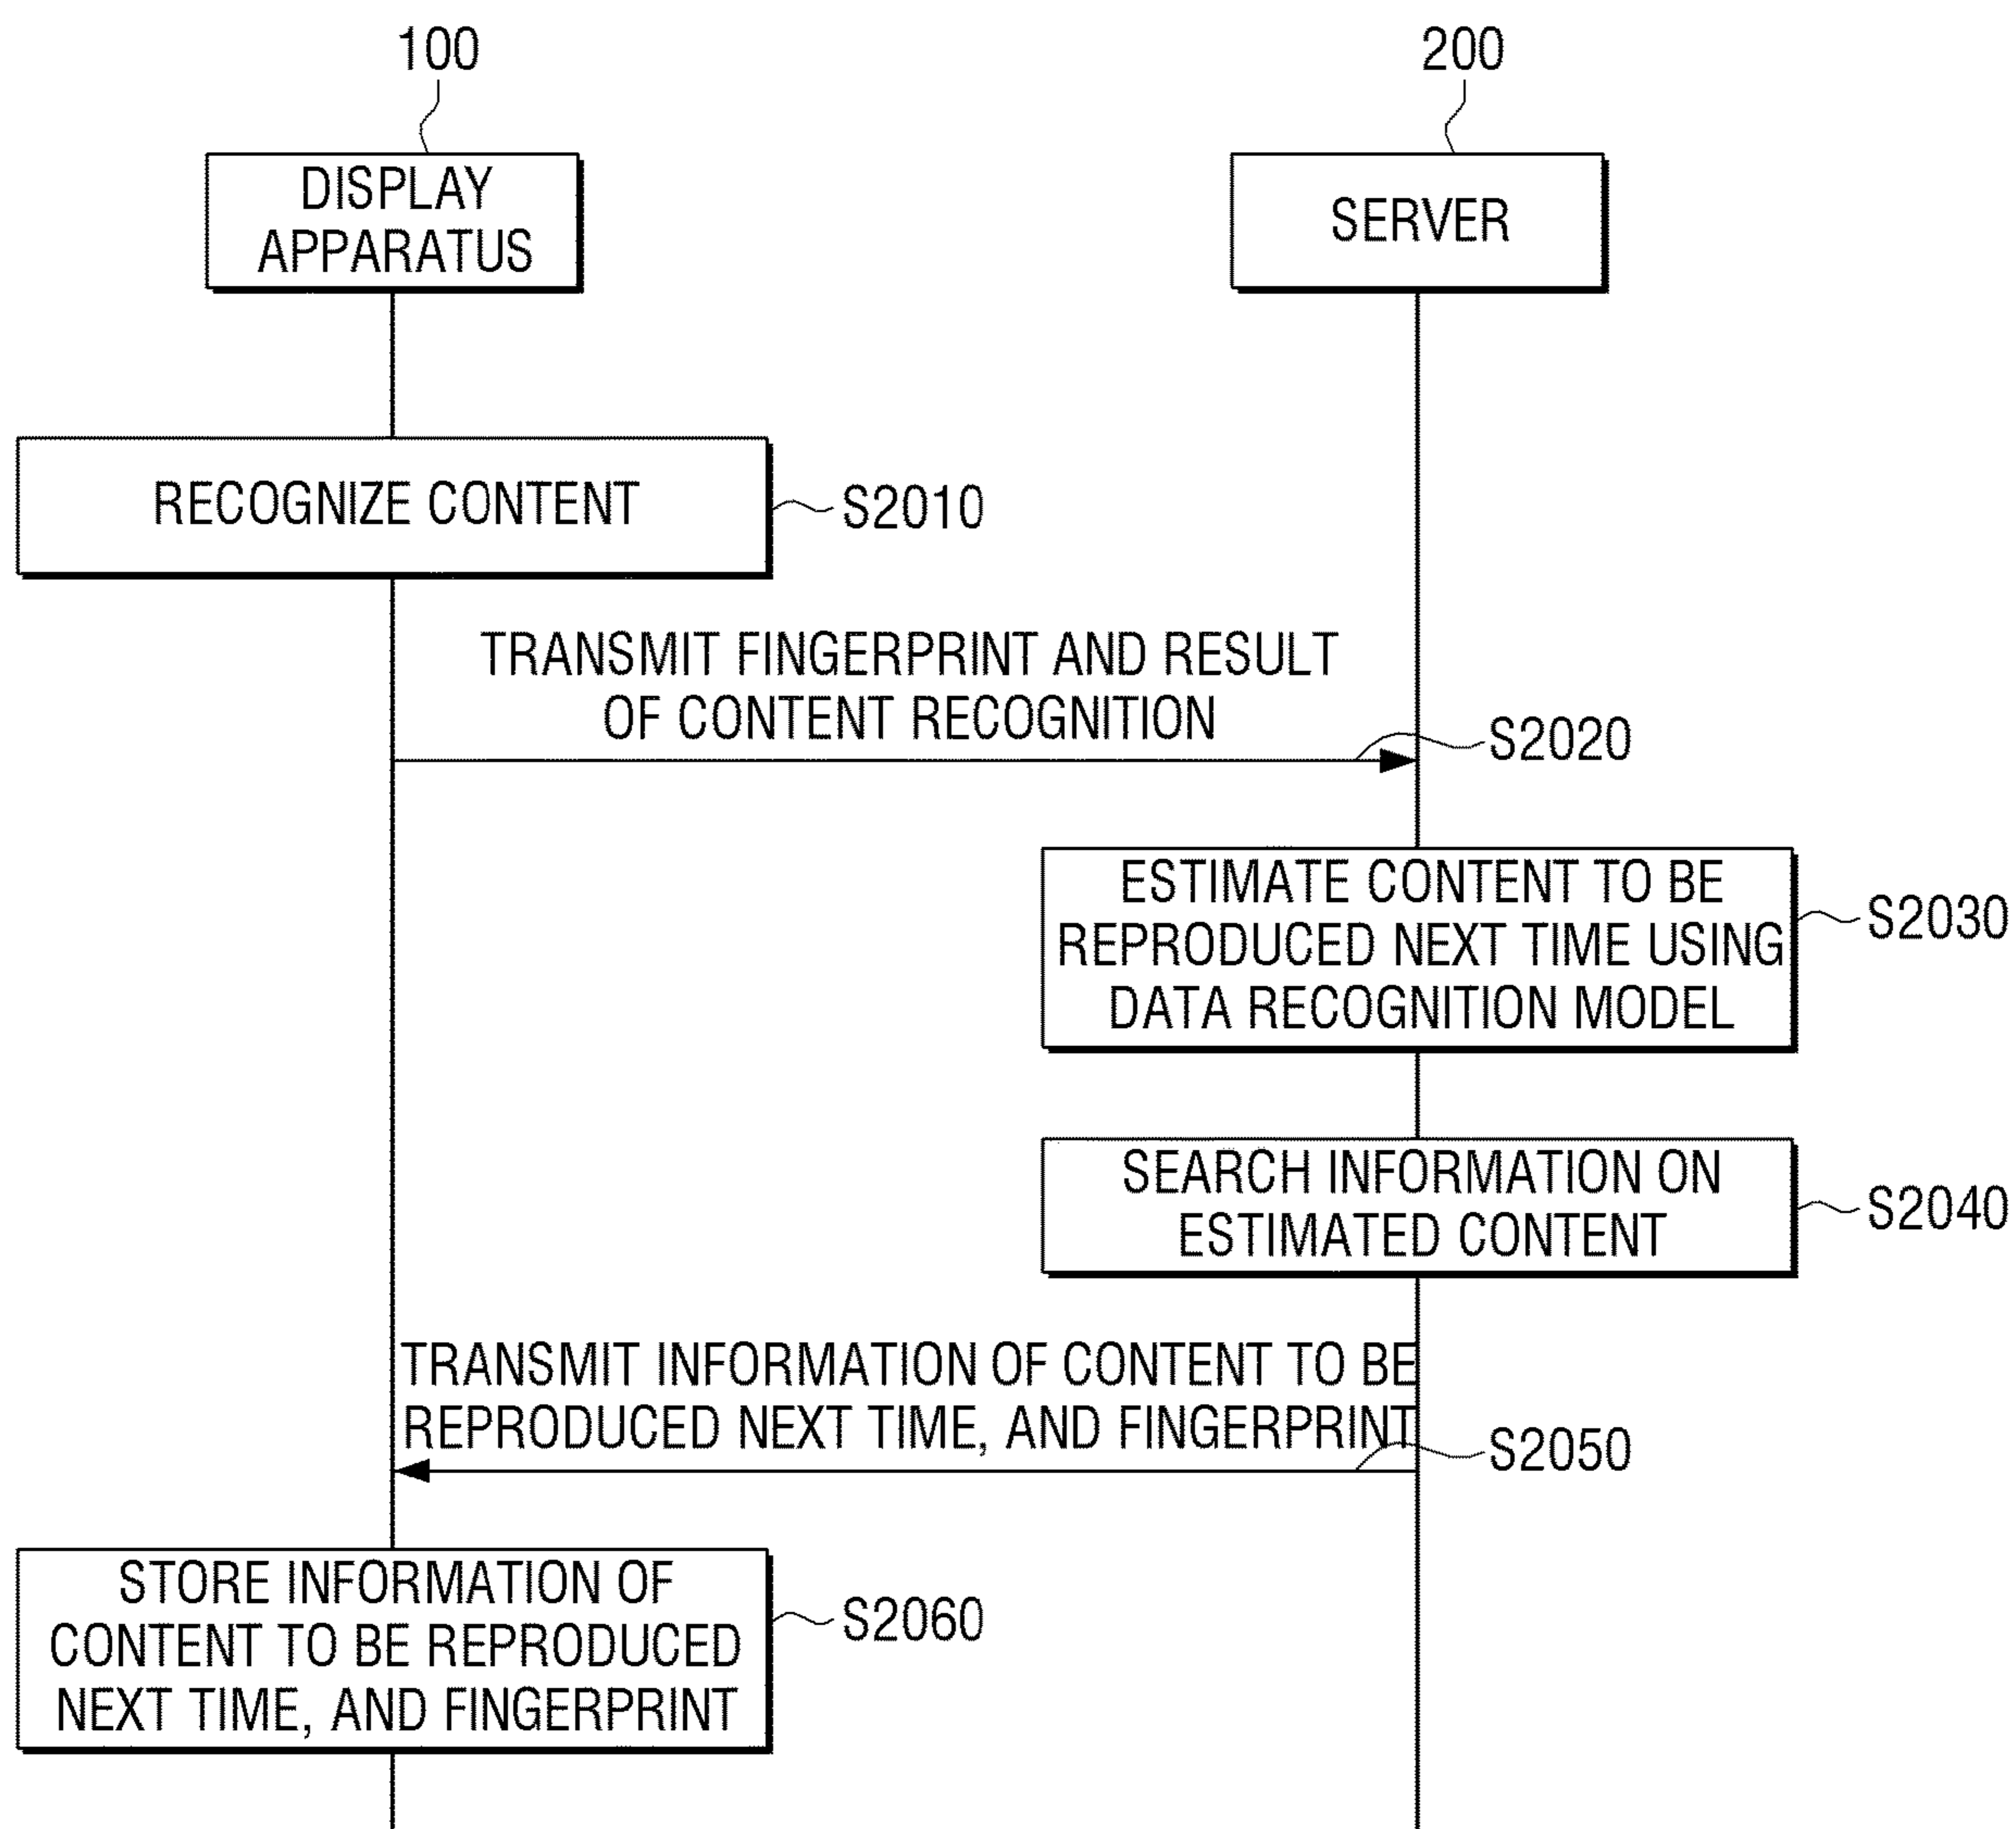 100
200
DISPLAY
APPARATUS
SERVER
RECOGNIZE CONTENT
S2010
TRANSMIT FINGERPRINT AND RESULT
OF CONTENT RECOGNITION
S2020
ESTIMATE CONTENT TO BE
REPRODUCED NEXT TIME USING
DATA RECOGNITION MODEL
S2030
SEARCH INFORMATION ON
ESTIMATED CONTENT
S2040
TRANSMIT INFORMATION OF CONTENT TO BE
REPRODUCED NEXT TIME, AND FINGERPRINT
S2050
STORE INFORMATION OF
CONTENT TO BE REPRODUCED
NEXT TIME, AND FINGERPRINT
S2060